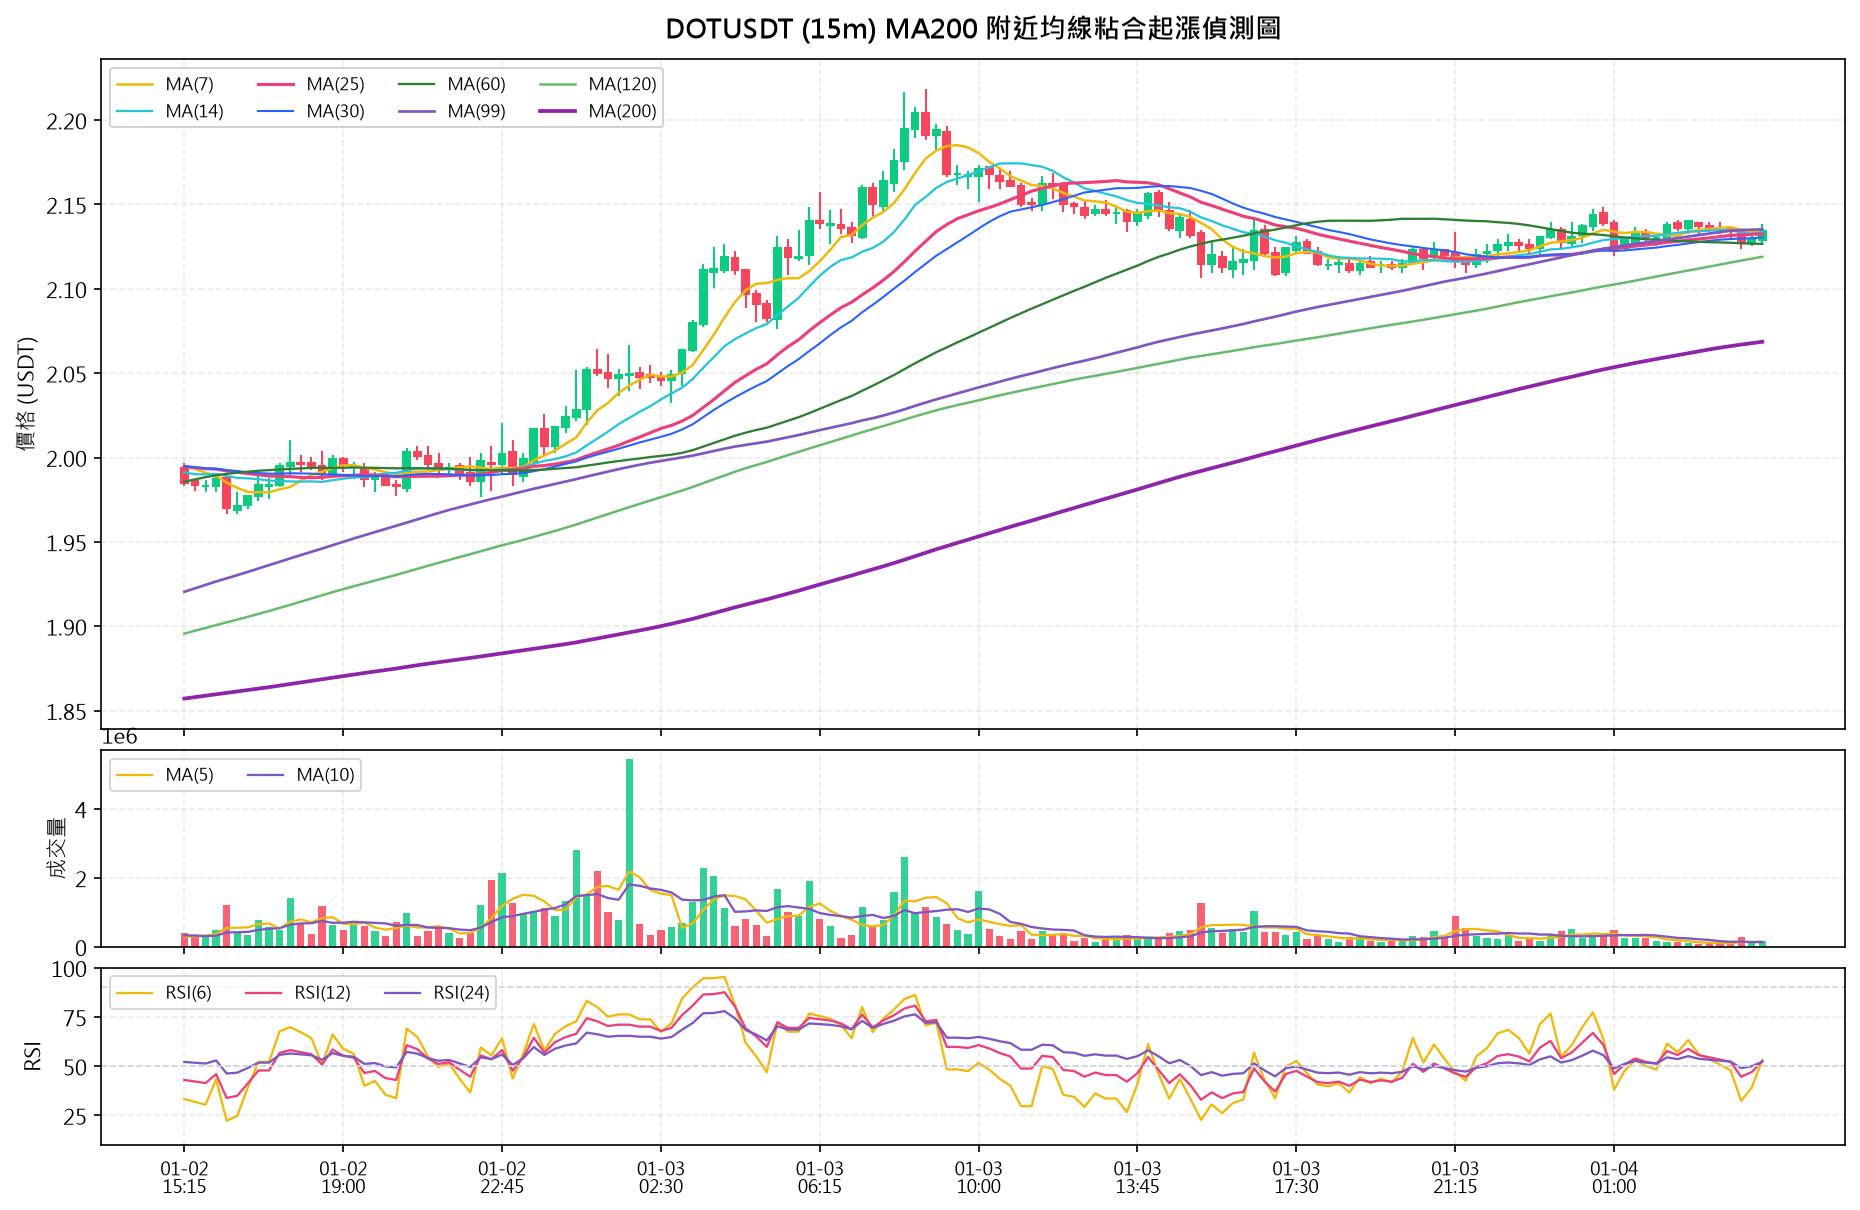 DOTUSDT (15m) MA200 附近均線粘合起漲偵測圖
MA(7) MA(25) MA(60) MA(120)
MA(14) MA(30) MA(99) MA(200)
價格 (USDT)
2.20
2.15
2.10
2.05
2.00
1.95
1.90
1.85
1e6
MA(5) MA(10)
成交量
4
2
0
RSI(6) RSI(12) RSI(24)
RSI
100
75
50
25
01-02 01-02 01-02 01-03 01-03 01-03 01-03 01-03 01-03 01-04
15:15 19:00 22:45 02:30 06:15 10:00 13:45 17:30 21:15 01:00